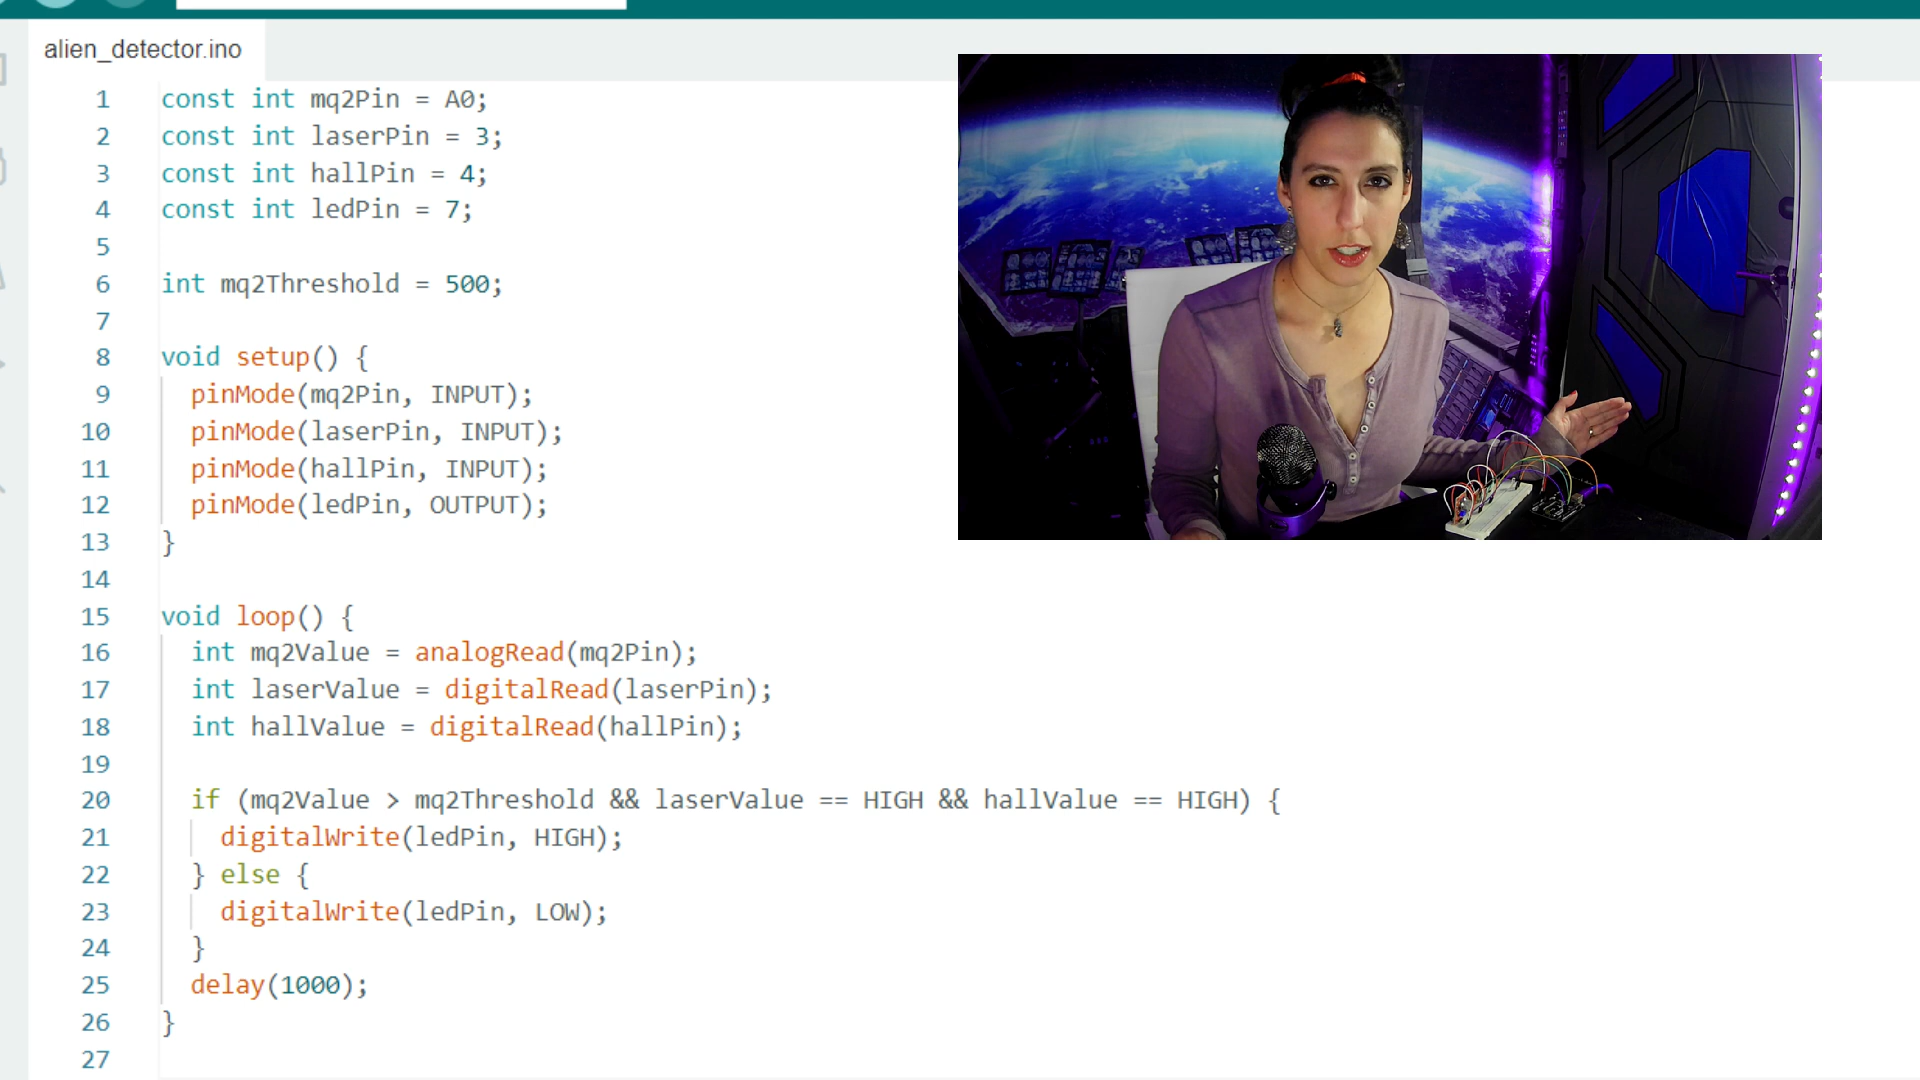 alien_detector.ino
1 const int mq2Pin = A0;
2 const int laserPin = 3;
3 const int hallPin = 4;
4 const int ledPin = 7;
5
6 int mq2Threshold = 500;
7
8 void setup() {
9 pinMode(mq2Pin, INPUT);
10 pinMode(laserPin, INPUT);
11 pinMode(hallPin, INPUT);
12 pinMode(ledPin, OUTPUT);
13 }
14
15 void loop() {
16 int mq2Value = analogRead(mq2Pin);
17 int laserValue = digitalRead(laserPin);
18 int hallValue = digitalRead(hallPin);
19
20 if (mq2Value > mq2Threshold && laserValue == HIGH && hallValue == HIGH) {
21 digitalWrite(ledPin, HIGH);
22 } else {
23 digitalWrite(ledPin, LOW);
24 }
25 delay(1000);
26 }
27